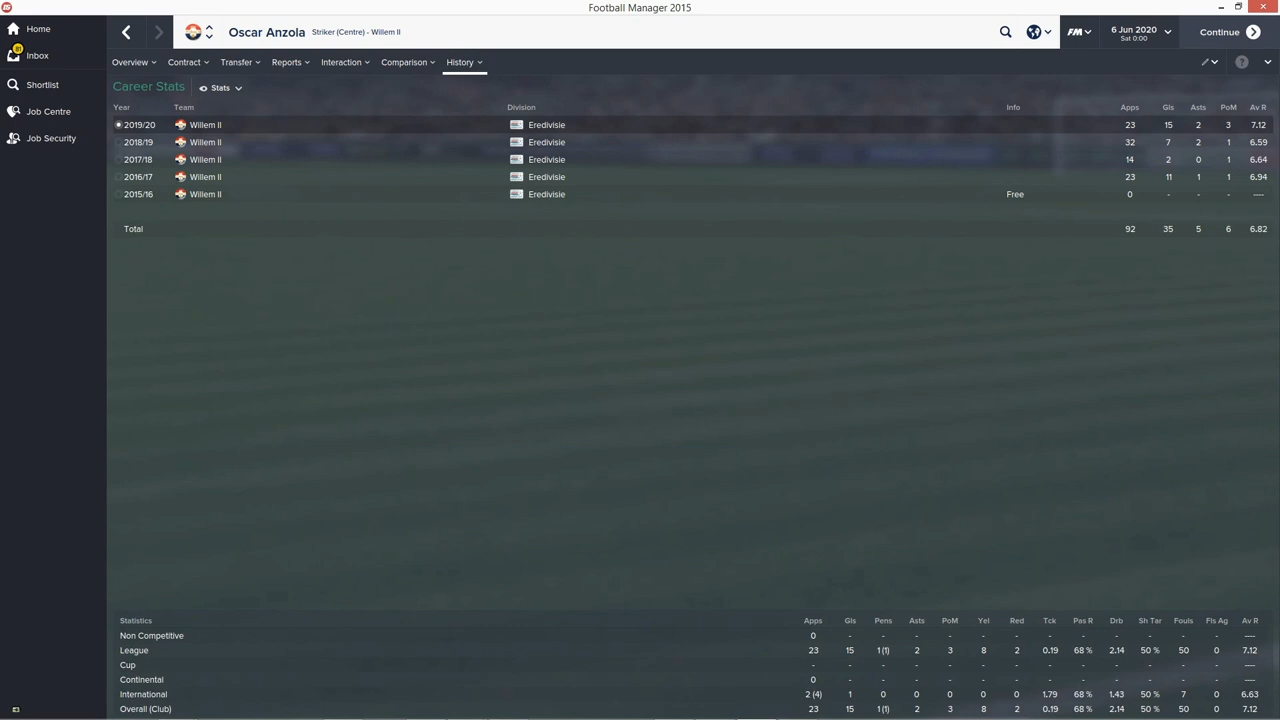 Football Manager 2015
Home
Inbox
81
Shortlist
Job Centre
Job Security
Oscar Anzola Striker (Centre) - Willem II
FM 6 Jun 2020
Sat 0:00
Continue
Overview Contract Transfer Reports Interaction Comparison History
Career Stats Stats
Year Team Division Info Apps Gls Asts PoM Av R
2019/20 Willem II Eredivisie 23 15 2 3 7.12
2018/19 Willem II Eredivisie 32 7 2 1 6.59
2017/18 Willem II Eredivisie 14 2 0 1 6.64
2016/17 Willem II Eredivisie 23 11 1 1 6.94
2015/16 Willem II Eredivisie Free 0 - - - ----
Total 92 35 5 6 6.82
Statistics Apps Gls Pens Asts PoM Yel Red Tck Pas R Drb Sh Tar Fouls Fls Ag Av R
Non Competitive 0 - - - - - - - - - - - - ----
League 23 15 1 (1) 2 3 8 2 0.19 68 % 2.14 50 % 50 0 7.12
Cup - - - - - - - - - - - - - ----
Continental 0 - - - - - - - - - - - - ----
International 2 (4) 1 0 0 0 0 0 1.79 68 % 1.43 50 % 7 0 6.63
Overall (Club) 23 15 1 (1) 2 3 8 2 0.19 68 % 2.14 50 % 50 0 7.12